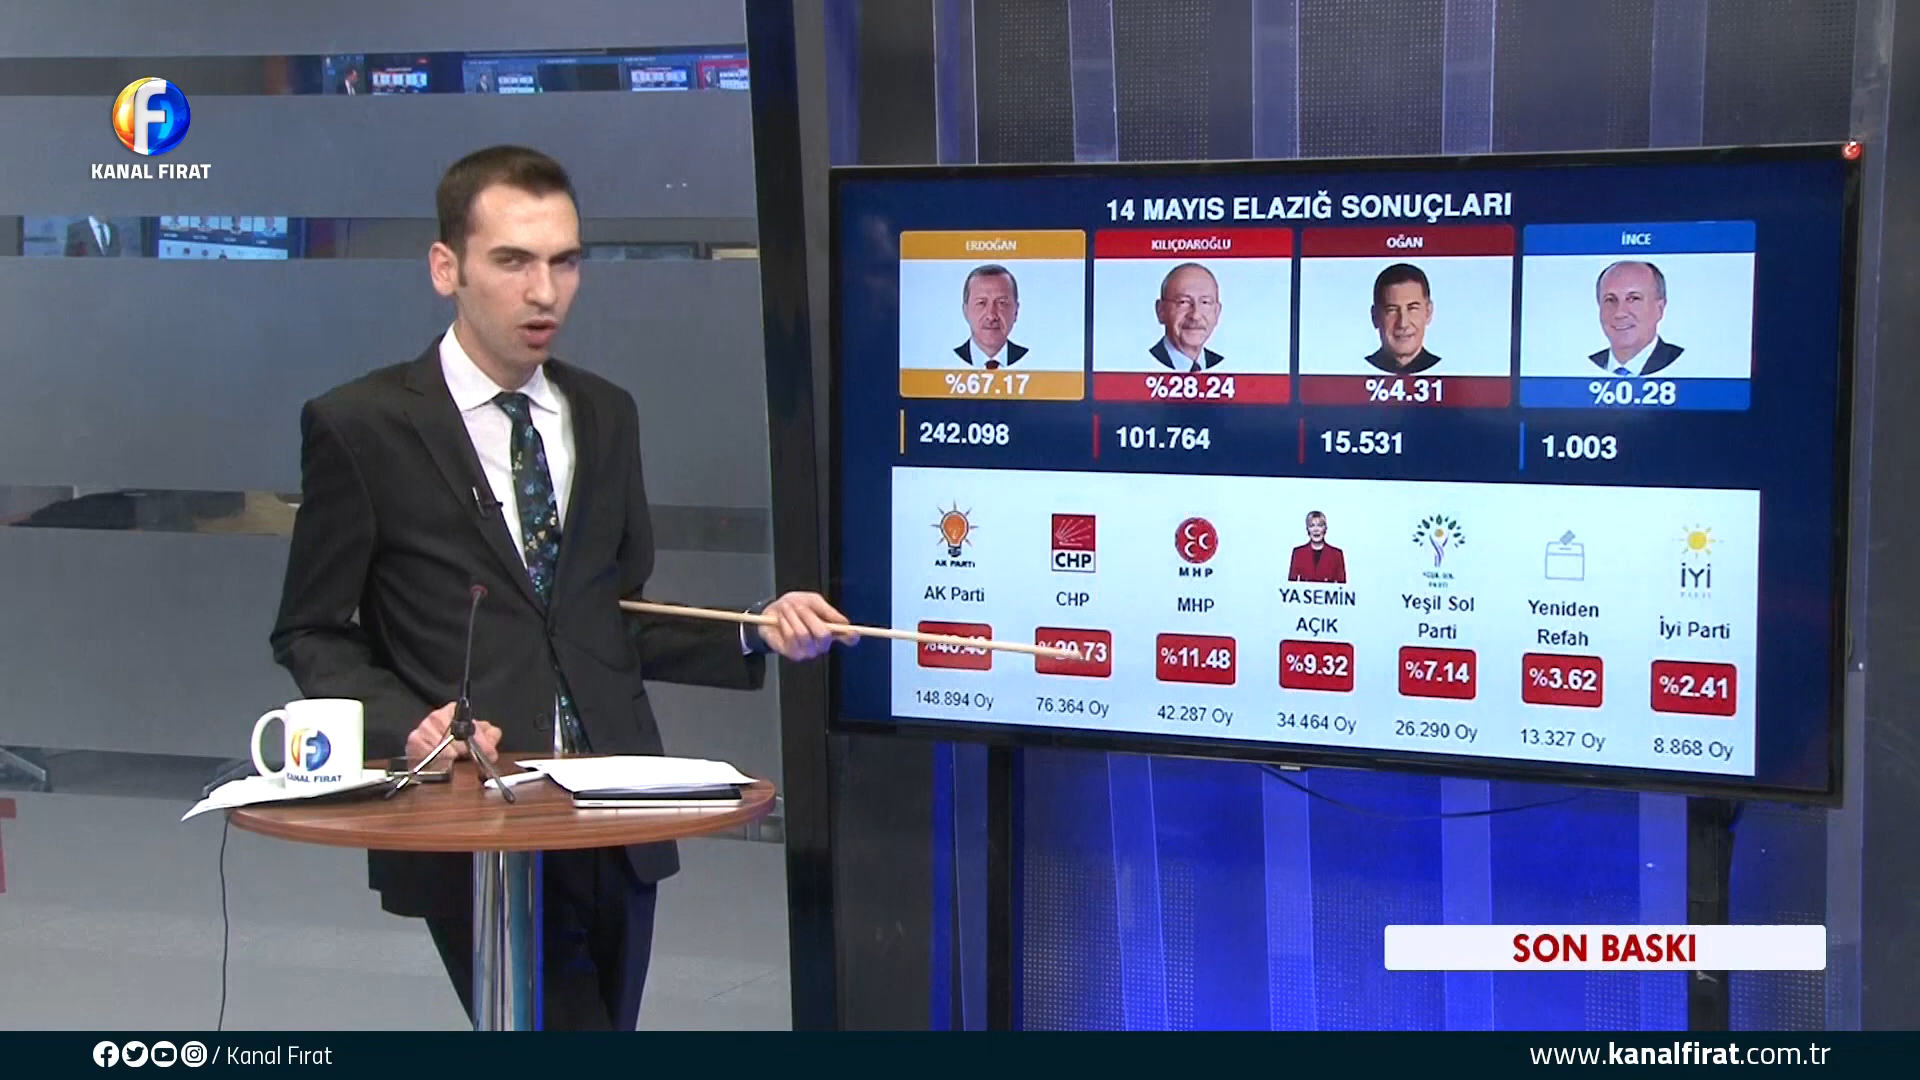 KANAL FIRAT
14 MAYIS ELAZIĞ SONUÇLARI
ERDOĞAN
KILIÇDAROĞLU
OĞAN
İNCE
%67.17
%28.24
%4.31
%0.28
242.098
101.764
15.531
1.003
AK PARTİ
CHP
MHP
İYİ
AK Parti
CHP
MHP
YASEMİN
AÇIK
Yeşil Sol
Parti
Yeniden
Refah
İyi Parti
%20.73
%11.48
%9.32
%7.14
%3.62
%2.41
148.894 Oy
76.364 Oy
42.287 Oy
34.464 Oy
26.290 Oy
13.327 Oy
8.868 Oy
KANAL FIRAT
SON BASKI
/ Kanal Fırat
www.kanalfirat.com.tr